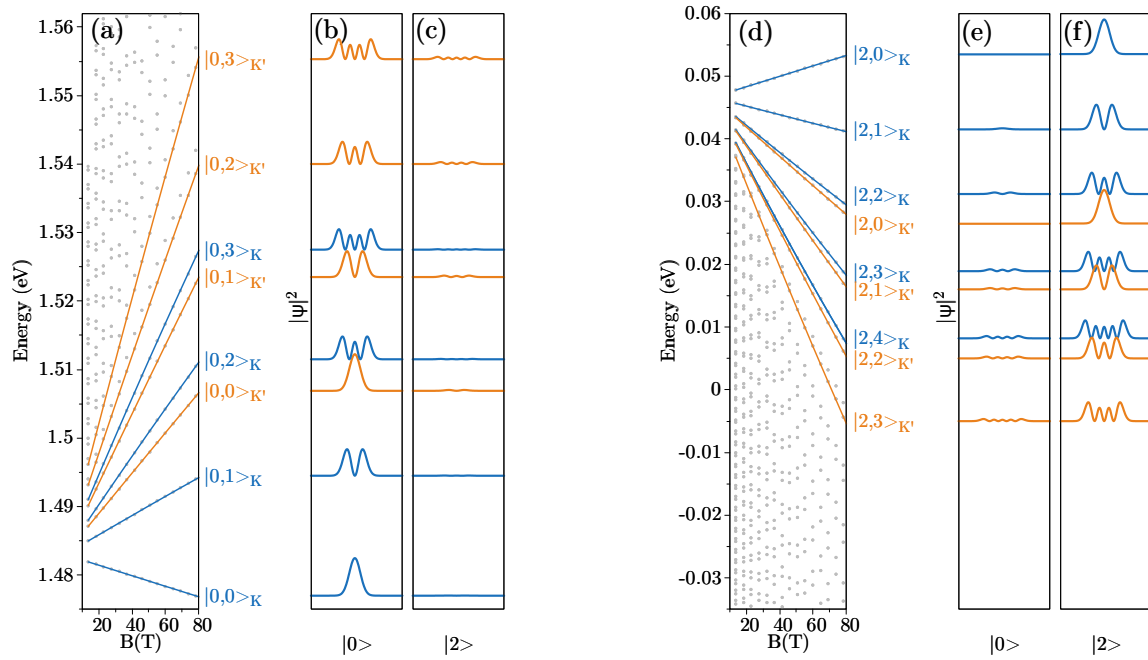 (a)
(b)
(c)
1.56
1.55
1.54
1.53
1.52
1.51
1.5
1.49
1.48
Energy (eV)
20 40 60 80
B(T)
|0,3>K'
|0,2>K'
|0,3>K
|0,1>K'
|0,2>K
|0,0>K'
|0,1>K
|0,0>K
|ψ|²
|0>
|2>
(d)
(e)
(f)
0.06
0.05
0.04
0.03
0.02
0.01
0
-0.01
-0.02
-0.03
Energy (eV)
20 40 60 80
B(T)
|2,0>K
|2,1>K
|2,2>K
|2,0>K'
|2,3>K
|2,1>K'
|2,4>K
|2,2>K'
|2,3>K'
|ψ|²
|0>
|2>